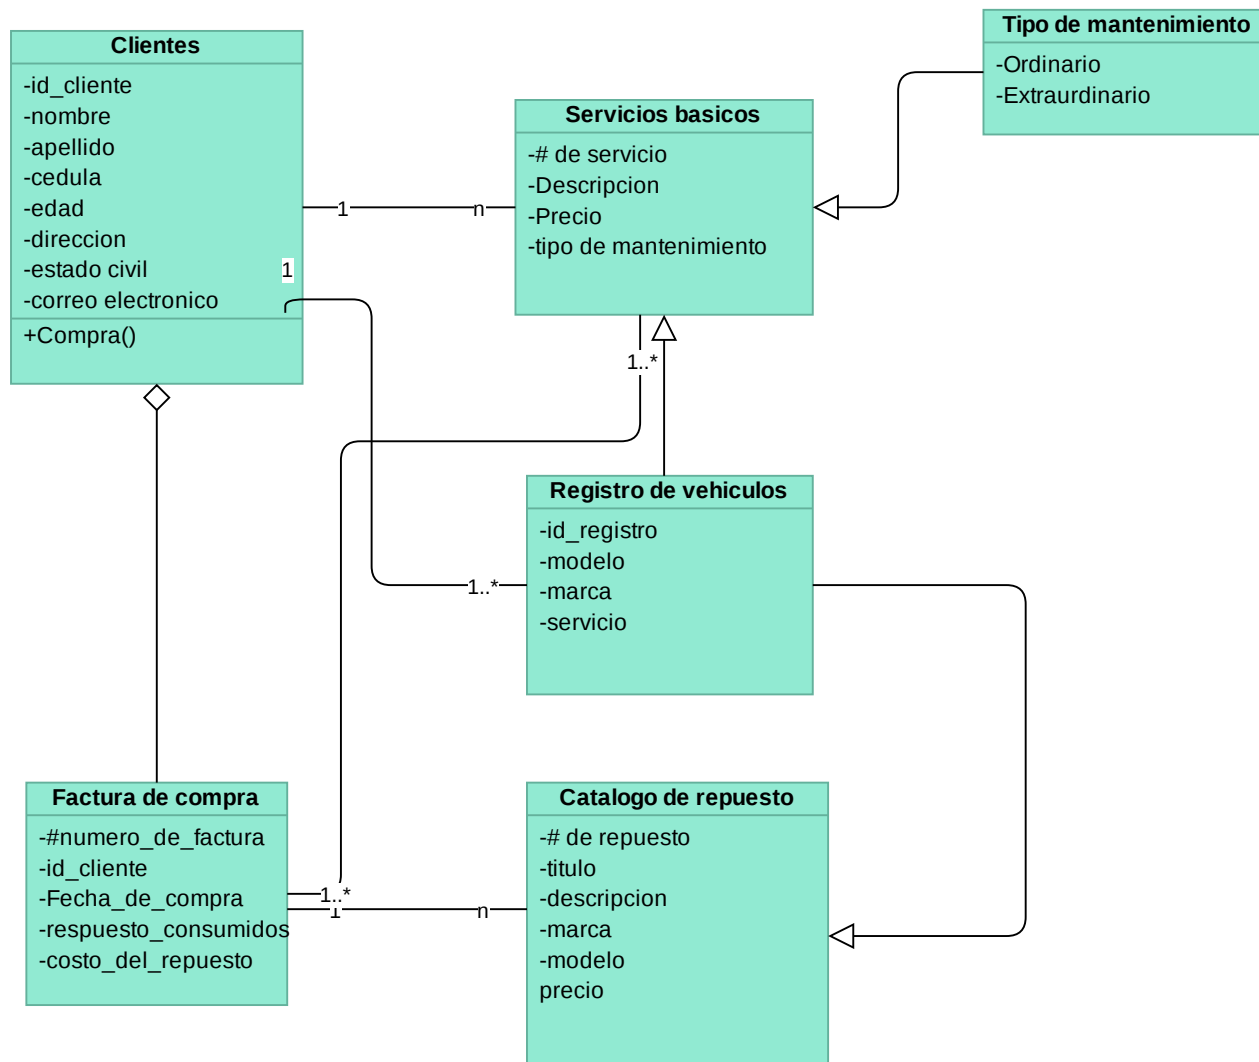 Clientes
-id_cliente
-nombre
-apellido
-cedula
-edad
-direccion
-estado civil
-correo electronico
+Compra()
Tipo de mantenimiento
-Ordinario
-Extraurdinario
Servicios basicos
-# de servicio
-Descripcion
-Precio
-tipo de mantenimiento
1
n
1
1..*
Registro de vehiculos
-id_registro
-modelo
-marca
-servicio
1..*
Factura de compra
-#numero_de_factura
-id_cliente
-Fecha_de_compra
-respuesto_consumidos
-costo_del_repuesto
1..*
1
n
Catalogo de repuesto
-# de repuesto
-titulo
-descripcion
-marca
-modelo
precio